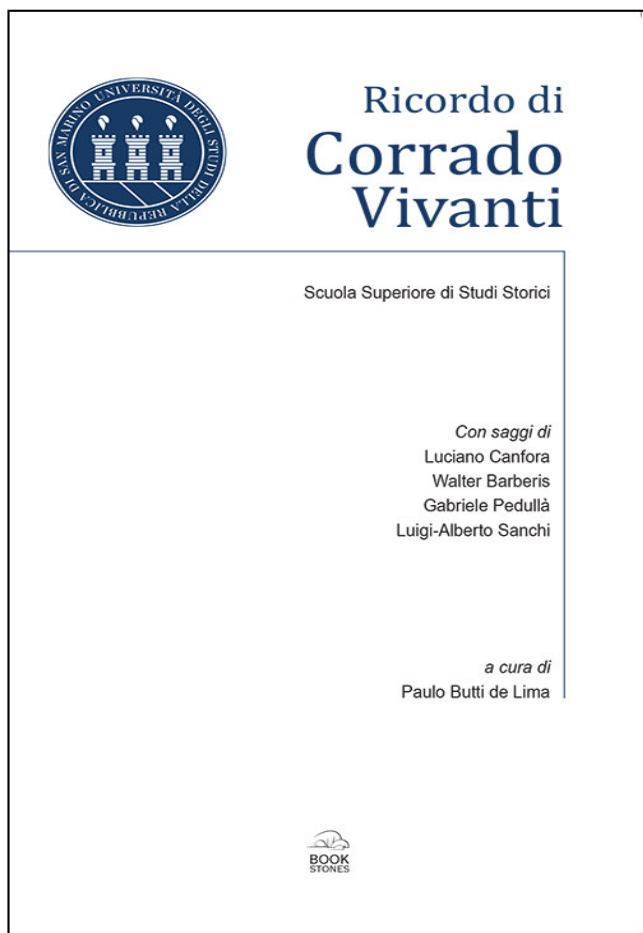 UNIVERSITÀ DEGLI STUDI DELLA REPUBBLICA DI SAN MARINO
Ricordo di
Corrado
Vivanti
Scuola Superiore di Studi Storici
Con saggi di
Luciano Canfora
Walter Barberis
Gabriele Pedullà
Luigi-Alberto Sanchi
a cura di
Paulo Butti de Lima
BOOK
STONES